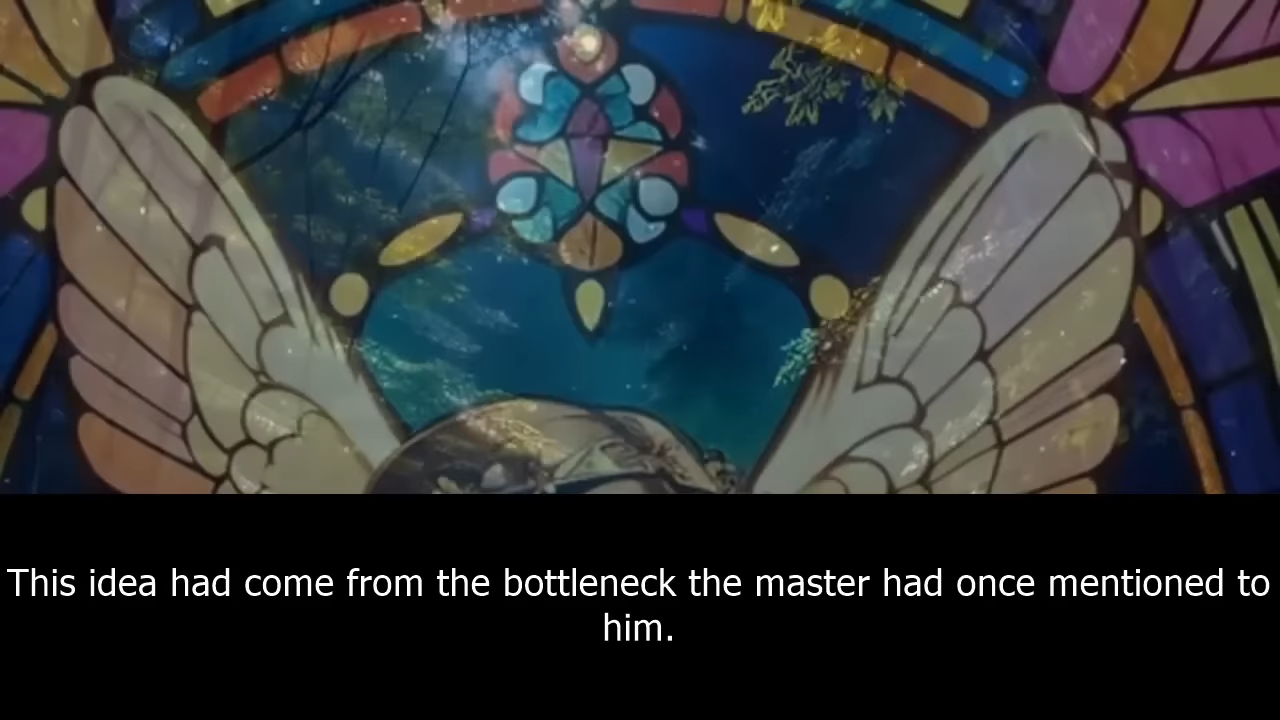 This idea had come from the bottleneck the master had once mentioned to
him.